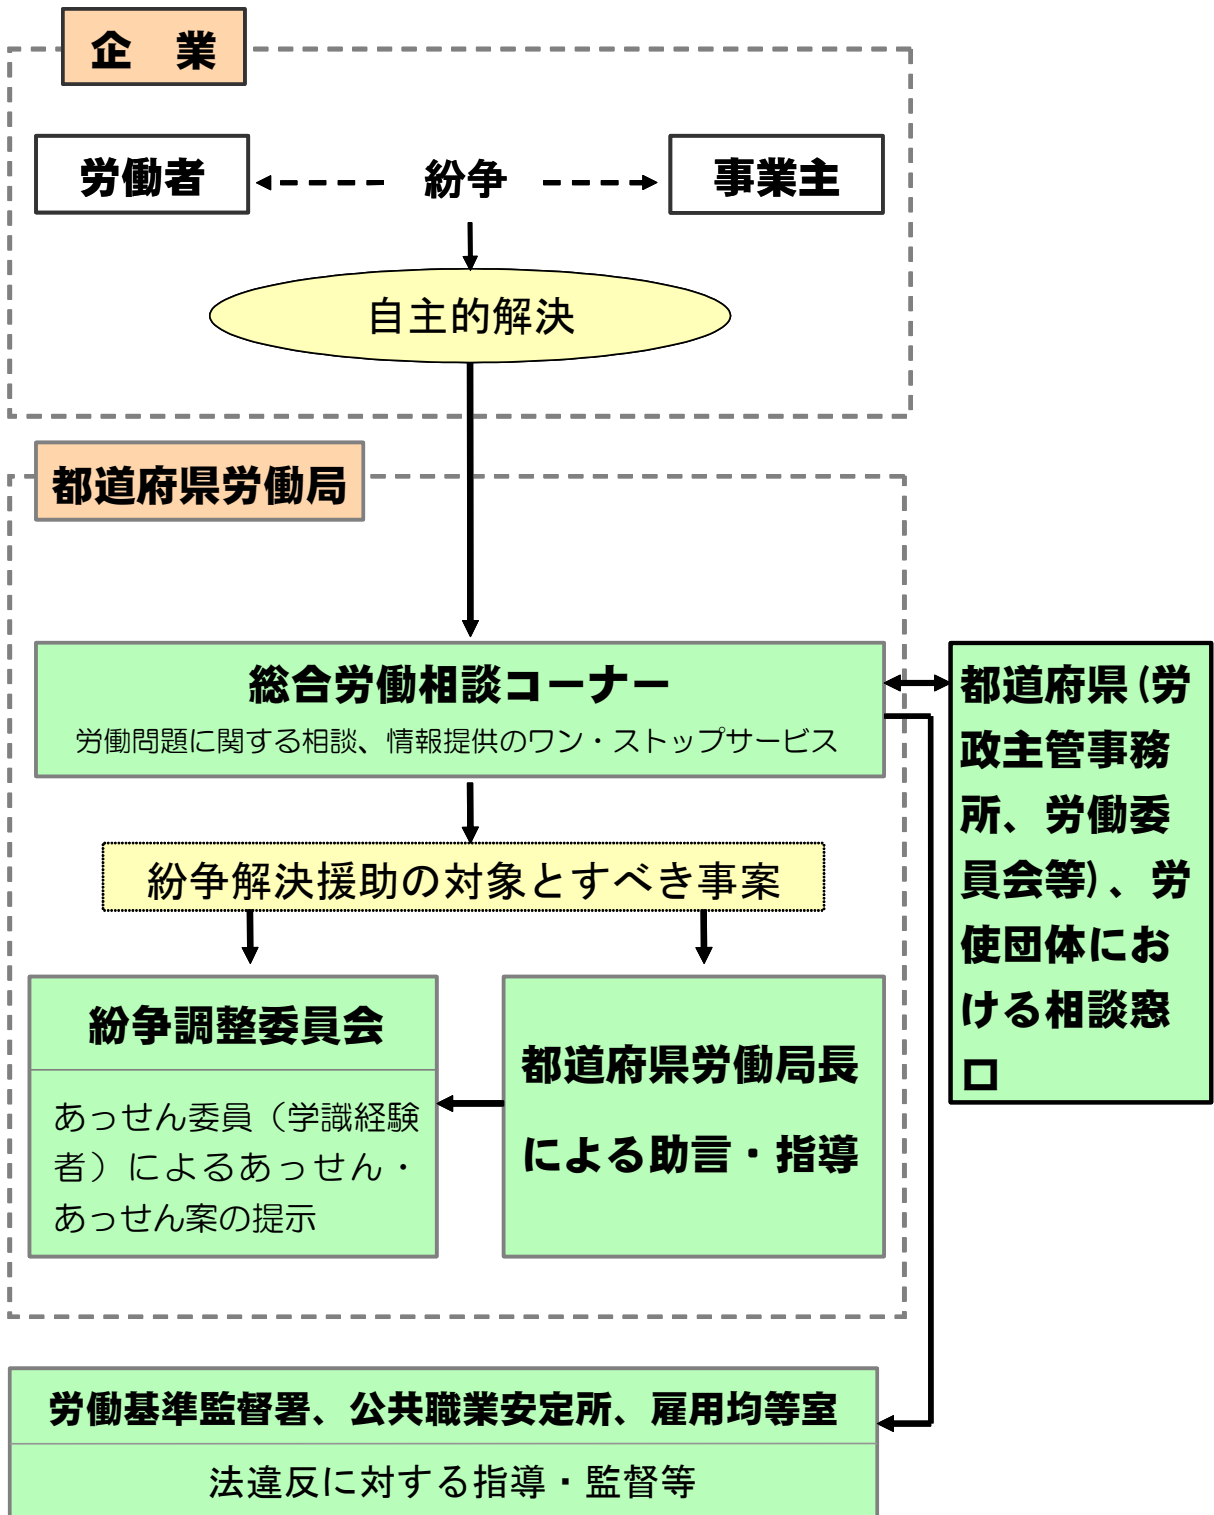 企　業
労働者
紛争
事業主
自主的解決
都道府県労働局
総合労働相談コーナー
労働問題に関する相談、情報提供のワン・ストップサービス
都道府県(労
政主管事務
所、労働委
員会等)、労
使団体にお
ける相談窓
口
紛争解決援助の対象とすべき事案
紛争調整委員会
あっせん委員（学識経験
者）によるあっせん・
あっせん案の提示
都道府県労働局長
による助言・指導
労働基準監督署、公共職業安定所、雇用均等室
法違反に対する指導・監督等